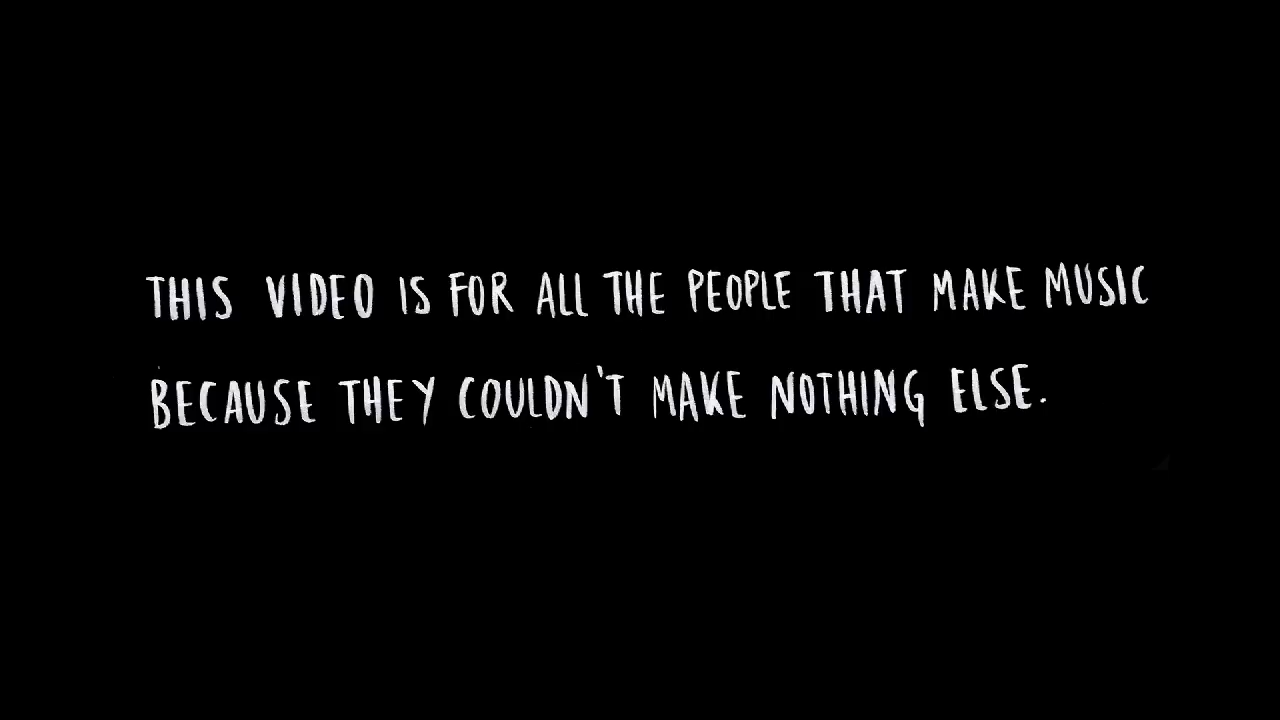 THIS VIDEO IS FOR ALL THE PEOPLE THAT MAKE MUSIC
BECAUSE THEY COULDN'T MAKE NOTHING ELSE.